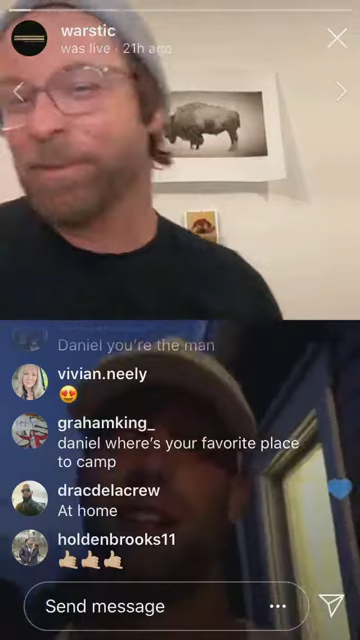 warstic
was live · 21h ago
Daniel you're the man
vivian.neely
😍
grahamking_
daniel where's your favorite place
to camp
dracdelacrew
At home
holdenbrooks11
🤙🏼🤙🏼🤙🏼
Send message